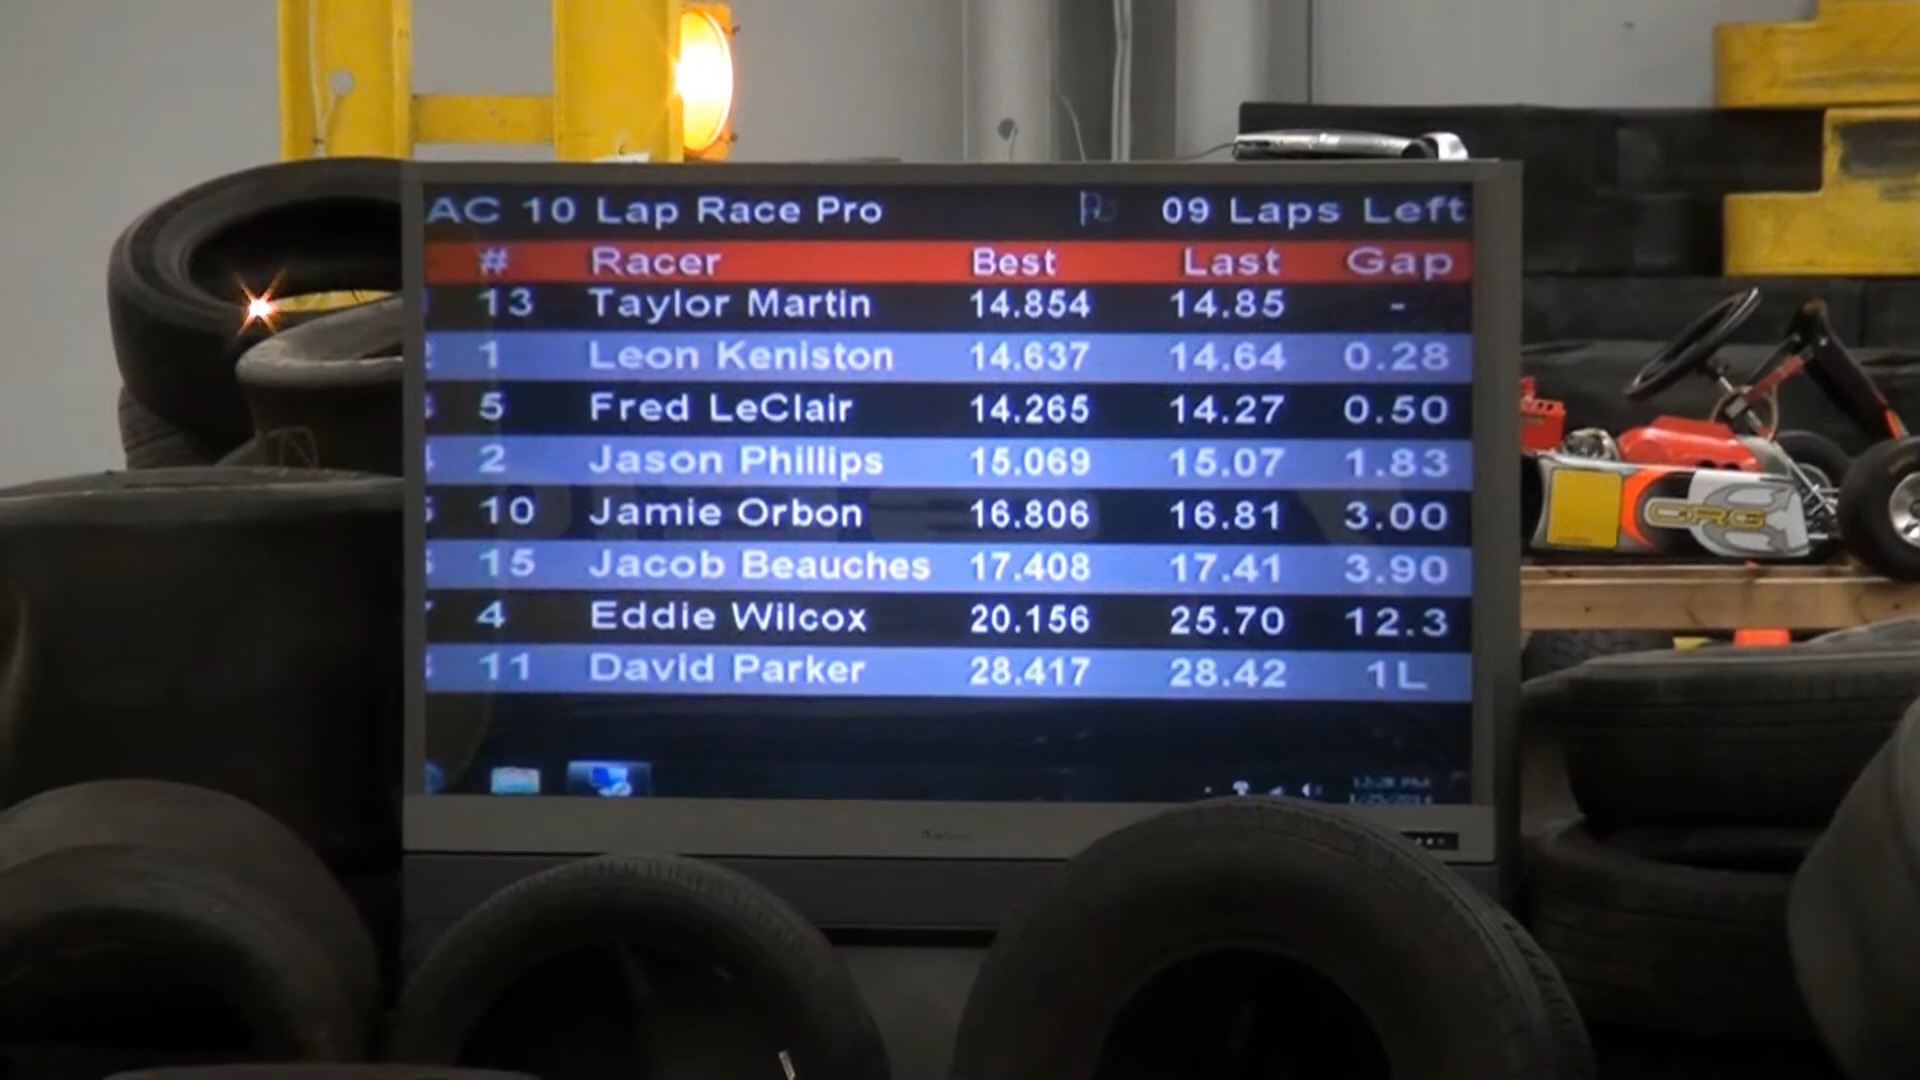 AC 10 Lap Race Pro 09 Laps Left
# Racer Best Last Gap
13 Taylor Martin 14.854 14.85 -
1 Leon Keniston 14.637 14.64 0.28
5 Fred LeClair 14.265 14.27 0.50
2 Jason Phillips 15.069 15.07 1.83
10 Jamie Orbon 16.806 16.81 3.00
15 Jacob Beauches 17.408 17.41 3.90
4 Eddie Wilcox 20.156 25.70 12.3
11 David Parker 28.417 28.42 1L
CRG